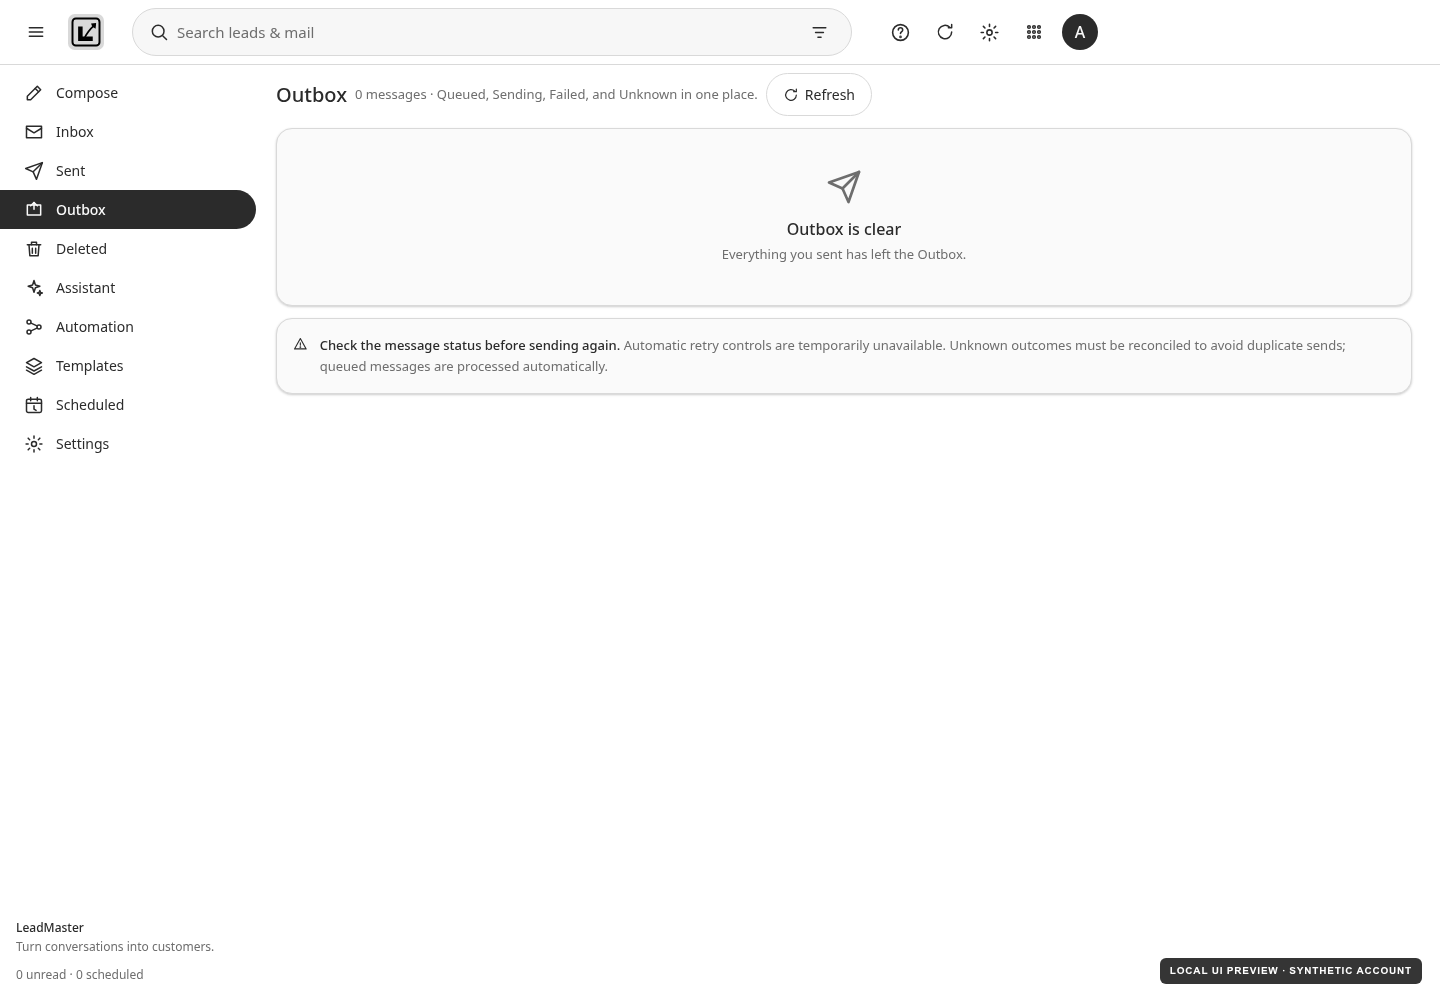 Search leads & mail
A
Compose
Inbox
Sent
Outbox
Deleted
Assistant
Automation
Templates
Scheduled
Settings
Outbox
0 messages · Queued, Sending, Failed, and Unknown in one place.
Refresh
Outbox is clear
Everything you sent has left the Outbox.
Check the message status before sending again. Automatic retry controls are temporarily unavailable. Unknown outcomes must be reconciled to avoid duplicate sends;
queued messages are processed automatically.
LeadMaster
Turn conversations into customers.
0 unread · 0 scheduled
LOCAL UI PREVIEW · SYNTHETIC ACCOUNT